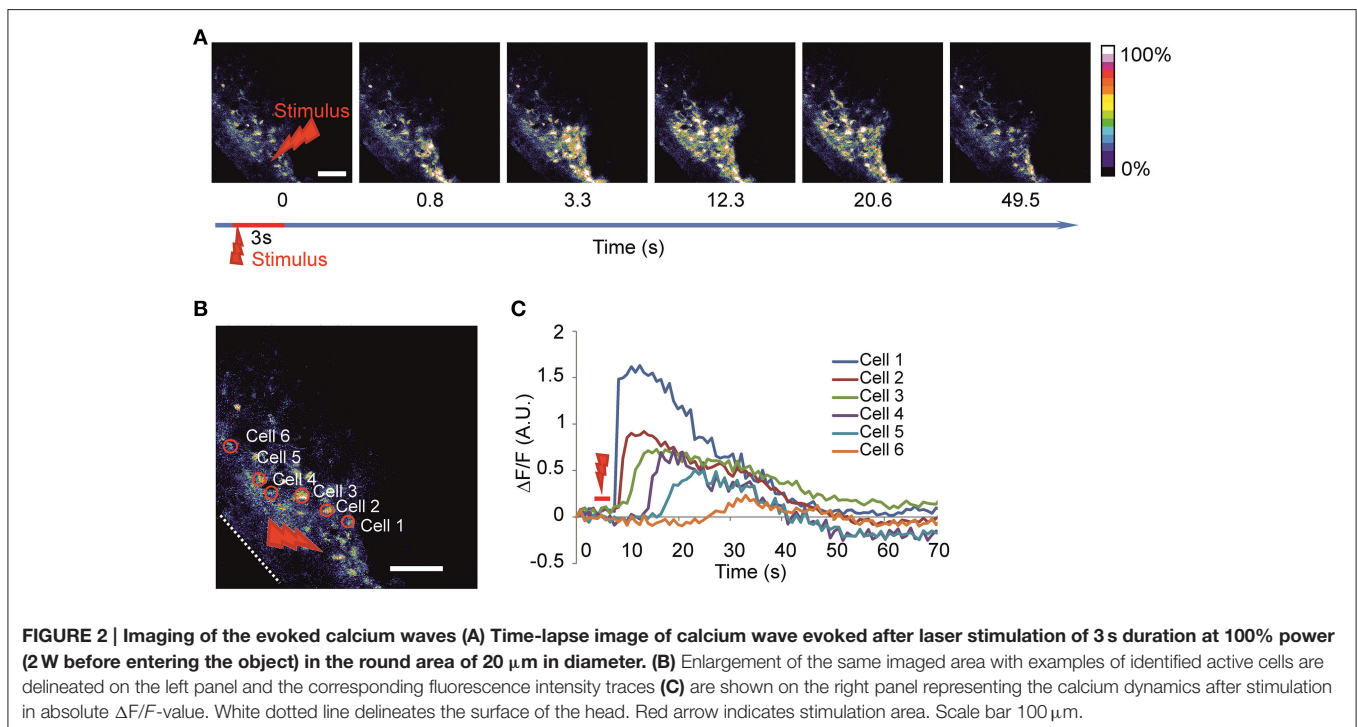 A
Stimulus
100%
0%
0 0.8 3.3 12.3 20.6 49.5
3s
Stimulus
Time (s)
B
Cell 6
Cell 5
Cell 4
Cell 3
Cell 2
Cell 1
C
2
1.5
1
0.5
0
-0.5
ΔF/F (A.U.)
Cell 1
Cell 2
Cell 3
Cell 4
Cell 5
Cell 6
0 10 20 30 40 50 60 70
Time (s)
FIGURE 2 | Imaging of the evoked calcium waves (A) Time-lapse image of calcium wave evoked after laser stimulation of 3 s duration at 100% power
(2 W before entering the object) in the round area of 20 μm in diameter. (B) Enlargement of the same imaged area with examples of identified active cells are
delineated on the left panel and the corresponding fluorescence intensity traces (C) are shown on the right panel representing the calcium dynamics after stimulation
in absolute ΔF/F-value. White dotted line delineates the surface of the head. Red arrow indicates stimulation area. Scale bar 100 μm.